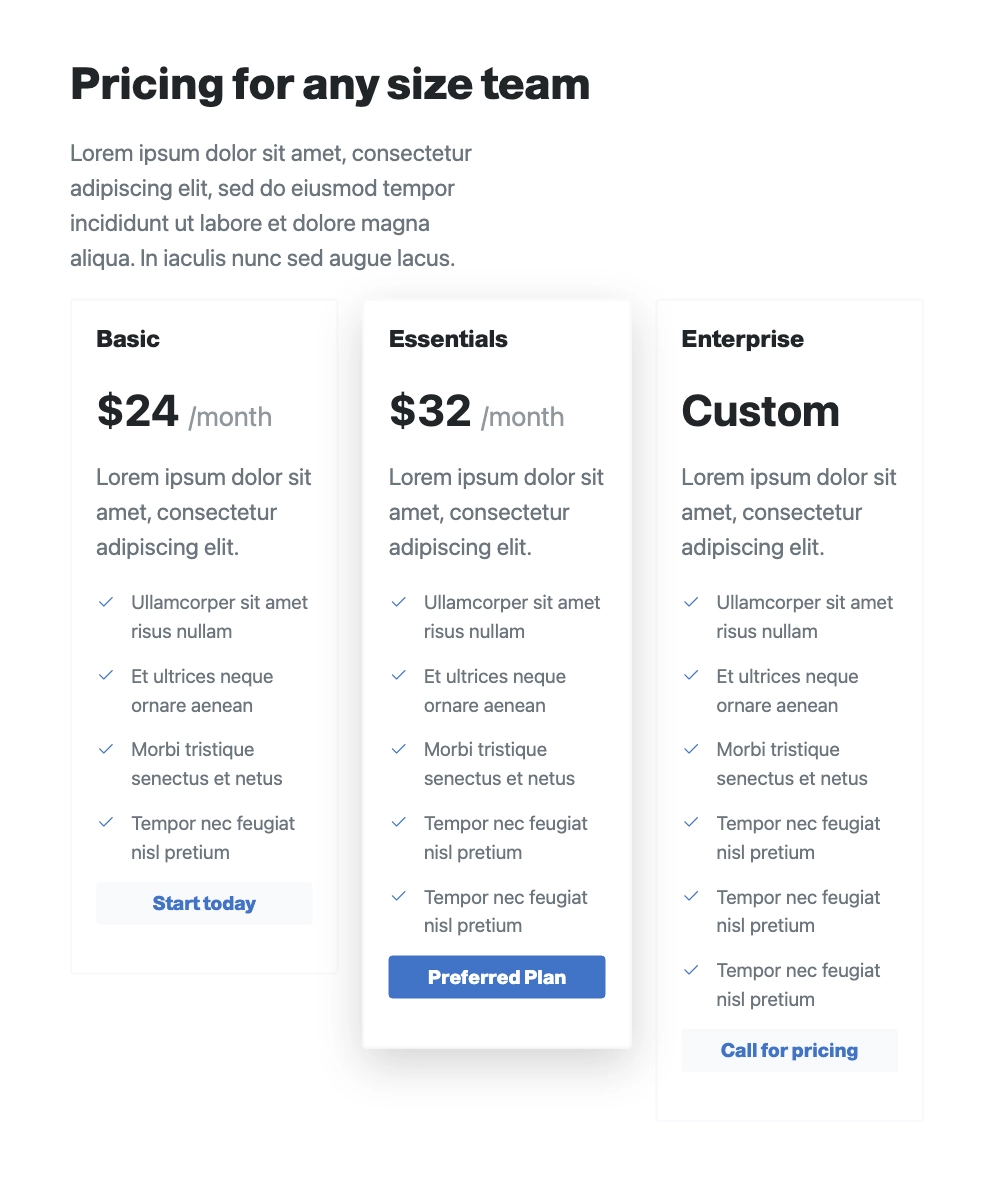 Pricing for any size team
Lorem ipsum dolor sit amet, consectetur
adipiscing elit, sed do eiusmod tempor
incididunt ut labore et dolore magna
aliqua. In iaculis nunc sed augue lacus.
Basic
$24 /month
Lorem ipsum dolor sit
amet, consectetur
adipiscing elit.
Ullamcorper sit amet
risus nullam
Et ultrices neque
ornare aenean
Morbi tristique
senectus et netus
Tempor nec feugiat
nisl pretium
Start today
Essentials
$32 /month
Lorem ipsum dolor sit
amet, consectetur
adipiscing elit.
Ullamcorper sit amet
risus nullam
Et ultrices neque
ornare aenean
Morbi tristique
senectus et netus
Tempor nec feugiat
nisl pretium
Tempor nec feugiat
nisl pretium
Preferred Plan
Enterprise
Custom
Lorem ipsum dolor sit
amet, consectetur
adipiscing elit.
Ullamcorper sit amet
risus nullam
Et ultrices neque
ornare aenean
Morbi tristique
senectus et netus
Tempor nec feugiat
nisl pretium
Tempor nec feugiat
nisl pretium
Tempor nec feugiat
nisl pretium
Call for pricing